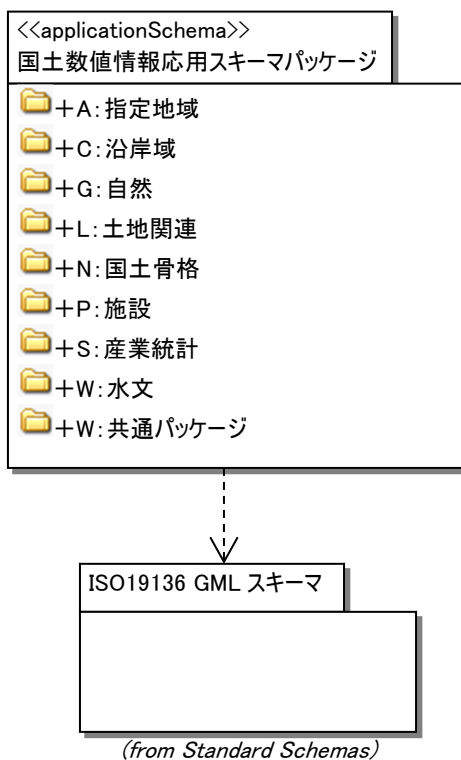 <<applicationSchema>>
国土数値情報応用スキーマパッケージ
+A:指定地域
+C:沿岸域
+G:自然
+L:土地関連
+N:国土骨格
+P:施設
+S:産業統計
+W:水文
+W:共通パッケージ
ISO19136 GML スキーマ
(from Standard Schemas)